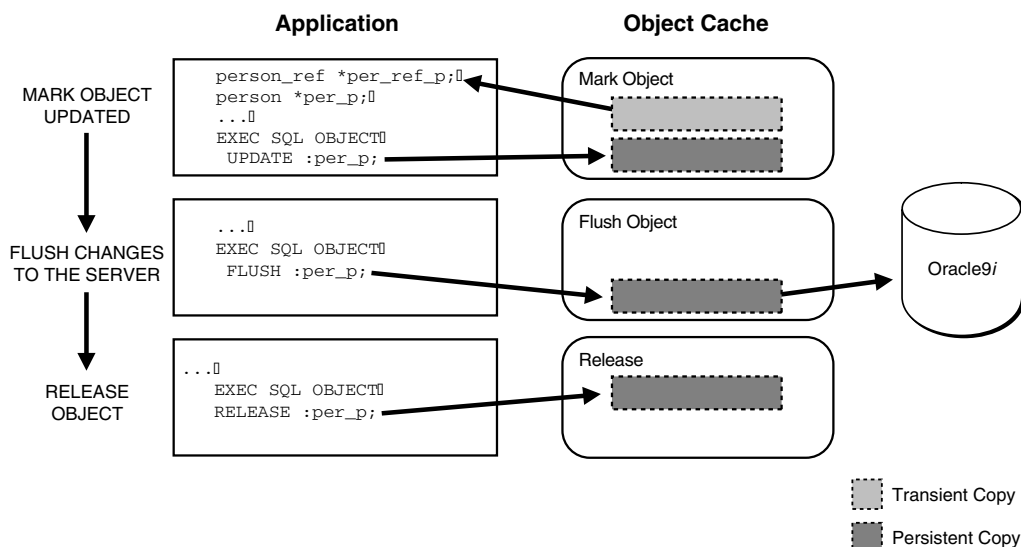 Application
Object Cache
MARK OBJECT
UPDATED
person_ref *per_ref_p;▯
person *per_p;▯
...▯
EXEC SQL OBJECT▯
UPDATE :per_p;
Mark Object
FLUSH CHANGES
TO THE SERVER
...▯
EXEC SQL OBJECT▯
FLUSH :per_p;
Flush Object
Oracle9i
RELEASE
OBJECT
...▯
EXEC SQL OBJECT▯
RELEASE :per_p;
Release
Transient Copy
Persistent Copy